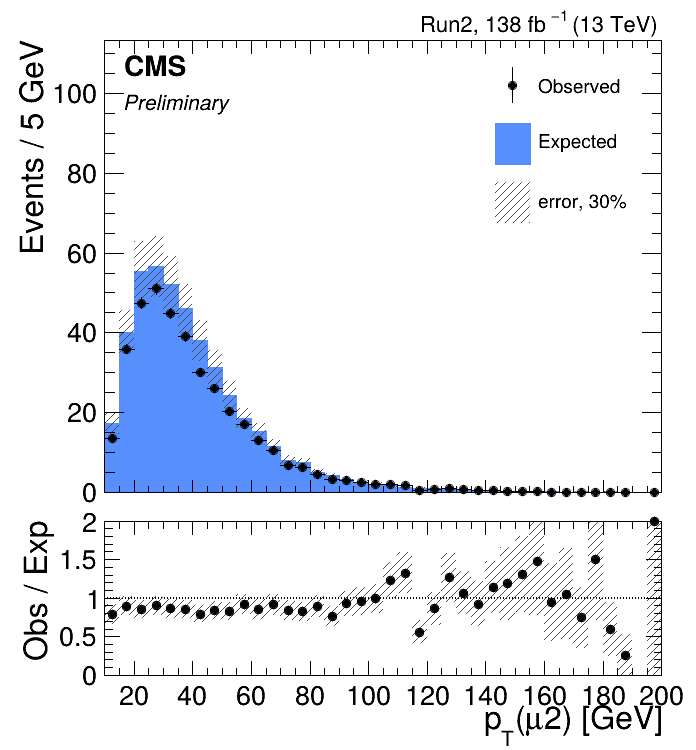 Run2, 138 fb⁻¹ (13 TeV)
CMS
Preliminary
Observed
Expected
error, 30%
Events / 5 GeV
100
80
60
40
20
0
Obs / Exp
2
1.5
1
0.5
0
20 40 60 80 100 120 140 160 180 200
p_T(μ2) [GeV]